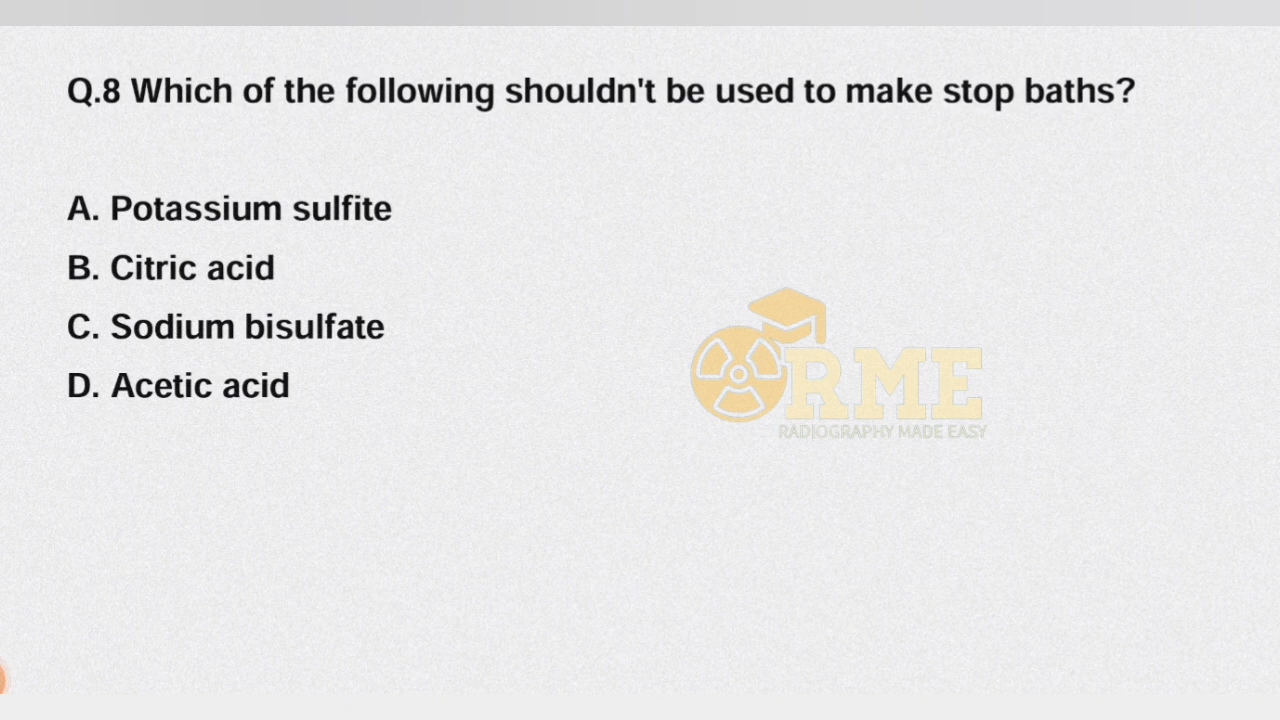 Q.8 Which of the following shouldn't be used to make stop baths?
A. Potassium sulfite
B. Citric acid
C. Sodium bisulfate
D. Acetic acid
RME
RADIOGRAPHY MADE EASY